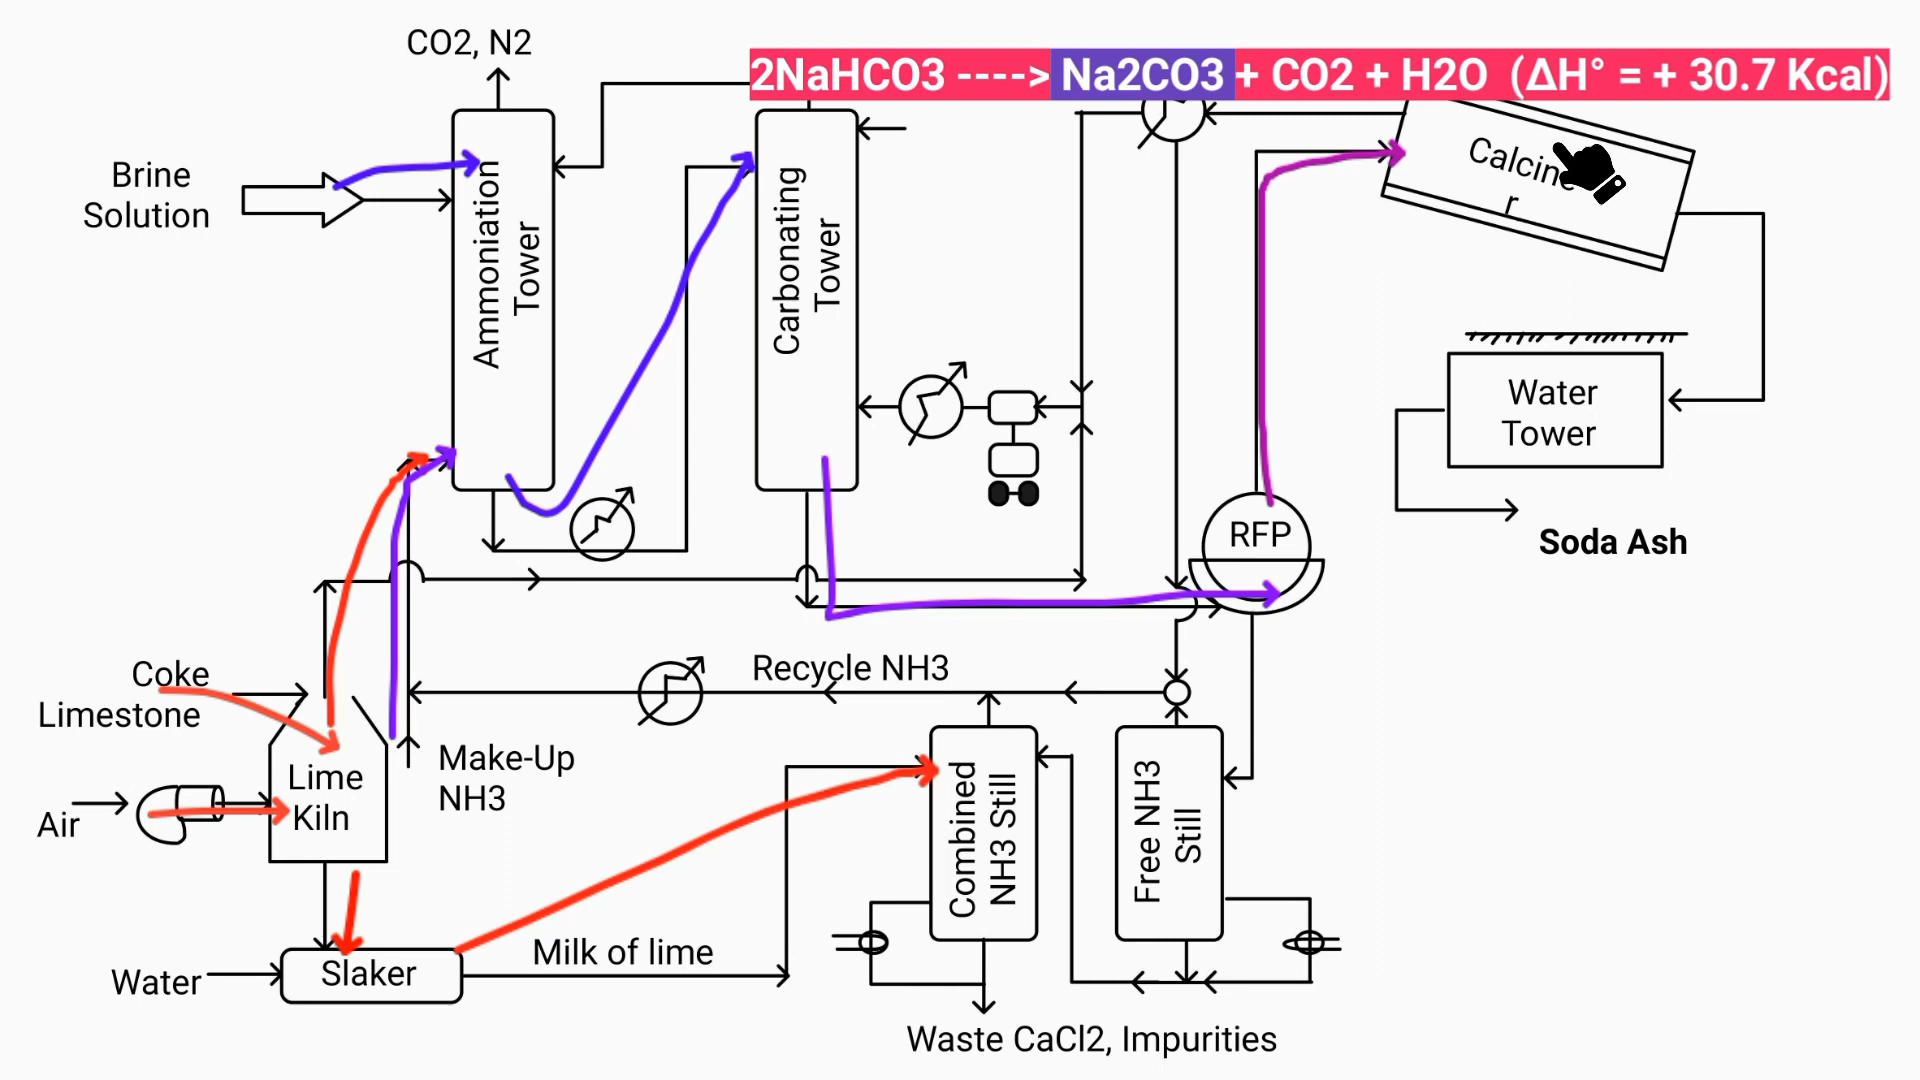 CO2, N2
2NaHCO3 ----> Na2CO3 + CO2 + H2O (ΔH° = + 30.7 Kcal)
Brine
Solution
Ammoniation
Tower
Carbonating
Tower
Calcine
r
Water
Tower
Soda Ash
RFP
Recycle NH3
Coke
Limestone
Make-Up
NH3
Lime
Kiln
Air
Combined
NH3 Still
Free NH3
Still
Water
Slaker
Milk of lime
Waste CaCl2, Impurities